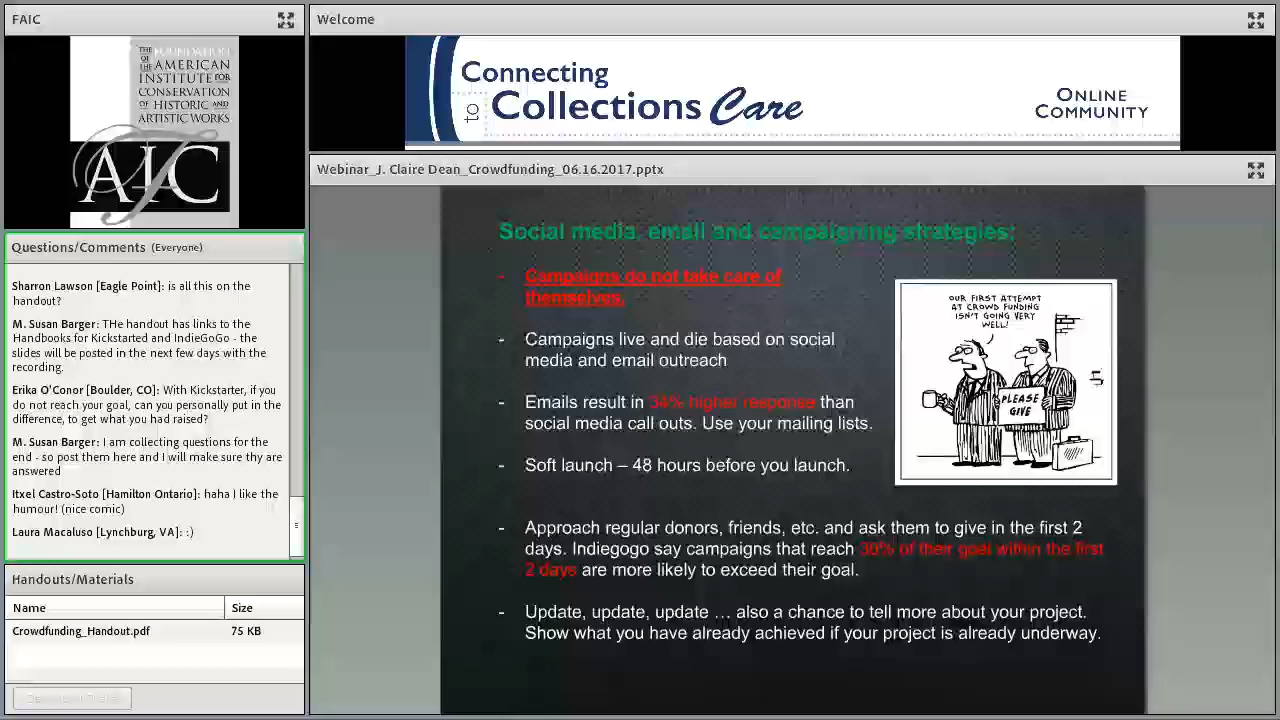 FAIC
THE FOUNDATION
OF THE AMERICAN
INSTITUTE FOR
CONSERVATION
OF HISTORIC AND
ARTISTIC WORKS
AIC
Questions/Comments (Everyone)
Sharron Lawson [Eagle Point]: is all this on the
handout?
M. Susan Barger: THe handout has links to the
Handbooks for Kickstarted and IndieGoGo - the
slides will be posted in the next few days with the
recording.
Erika O'Conor [Boulder, CO]: With Kickstarter, if you
do not reach your goal, can you personally put in the
difference, to get what you had raised?
M. Susan Barger: I am collecting questions for the
end - so post them here and I will make sure thy are
answered
Itxel Castro-Soto [Hamilton Ontario]: haha I like the
humour! (nice comic)
Laura Macaluso [Lynchburg, VA]: :)
Handouts/Materials
Name Size
Crowdfunding_Handout.pdf 75 KB
Welcome
Connecting
to Collections Care
ONLINE
COMMUNITY
Webinar_J. Claire Dean_Crowdfunding_06.16.2017.pptx
Social media, email and campaigning strategies:
- Campaigns do not take care of
themselves.
- Campaigns live and die based on social
media and email outreach
- Emails result in 34% higher response than
social media call outs. Use your mailing lists.
- Soft launch – 48 hours before you launch.
OUR FIRST ATTEMPT
AT CROWD FUNDING
ISN'T GOING VERY
WELL!
PLEASE
GIVE
- Approach regular donors, friends, etc. and ask them to give in the first 2
days. Indiegogo say campaigns that reach 30% of their goal within the first
2 days are more likely to exceed their goal.
- Update, update, update … also a chance to tell more about your project.
Show what you have already achieved if your project is already underway.